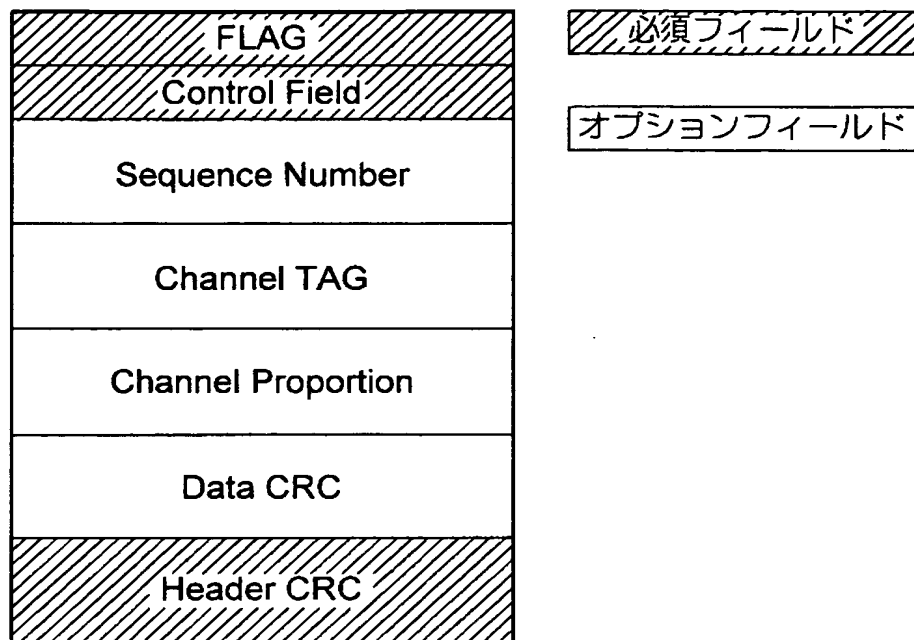 FLAG
Control Field
Sequence Number
Channel TAG
Channel Proportion
Data CRC
Header CRC
必須フィールド
オプションフィールド